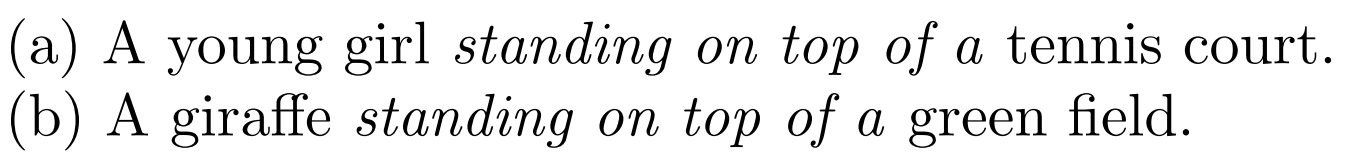 (a) A young girl standing on top of a tennis court.
(b) A giraffe standing on top of a green field.